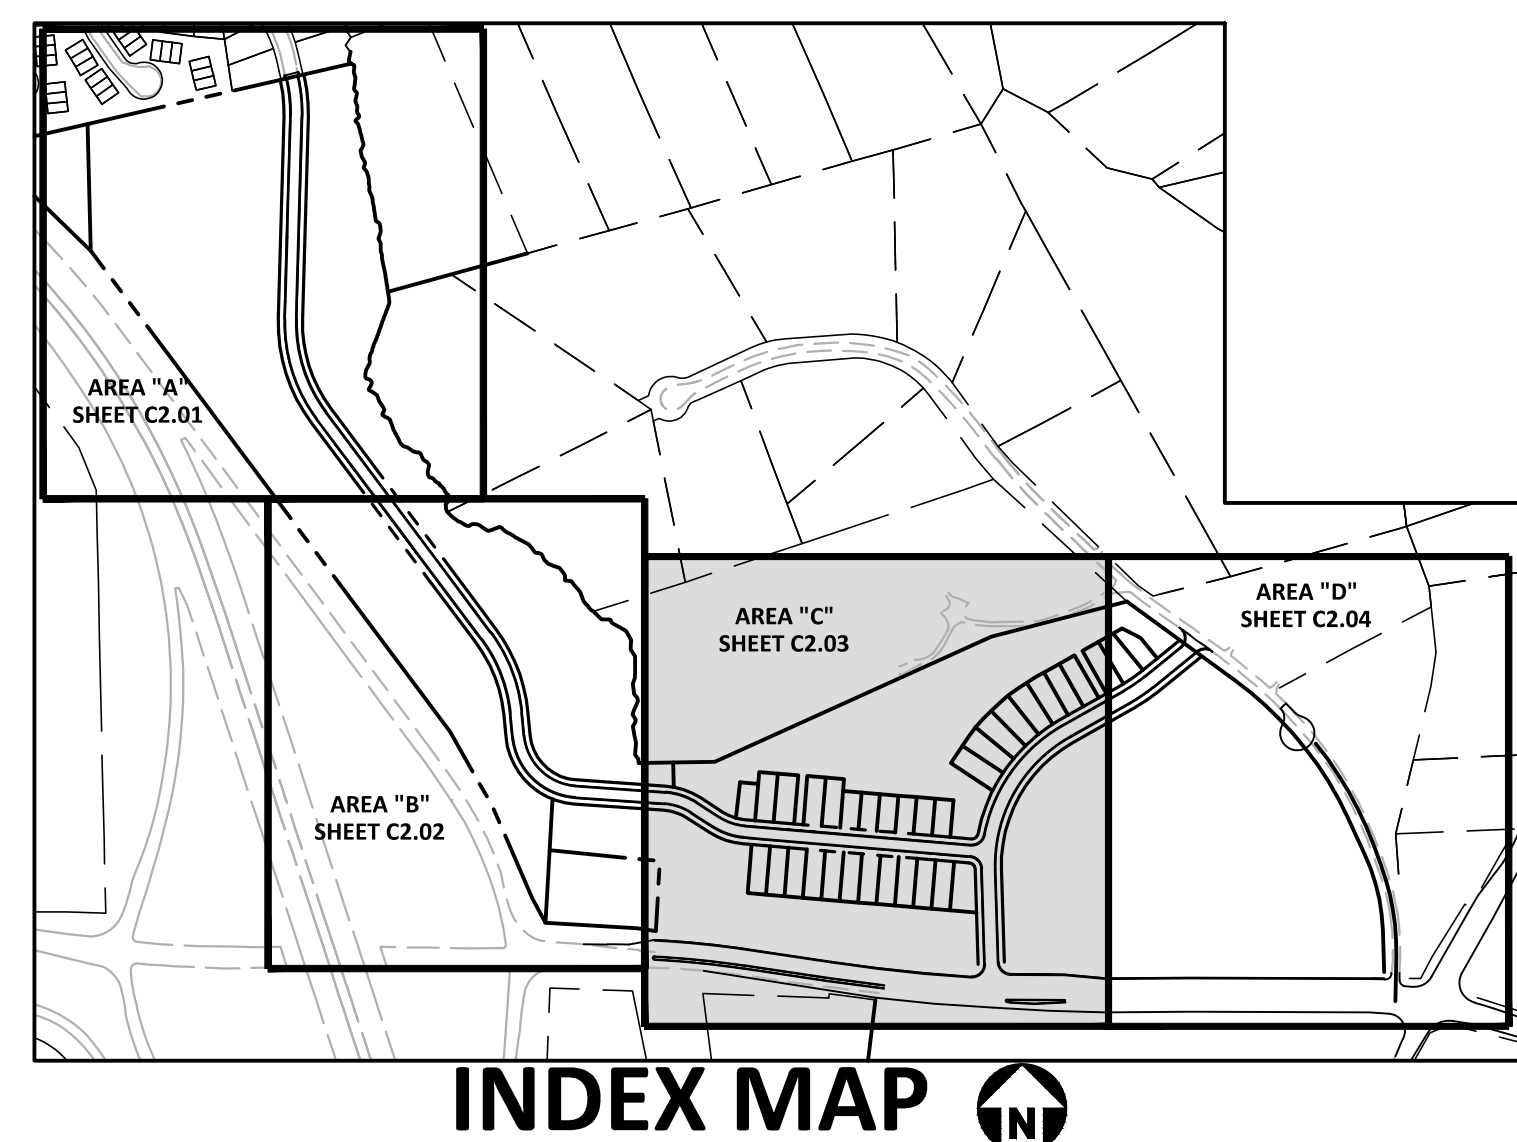 AREA "A"
SHEET C2.01
AREA "C"
SHEET C2.03
AREA "D"
SHEET C2.04
AREA "B"
SHEET C2.02
INDEX MAP
N